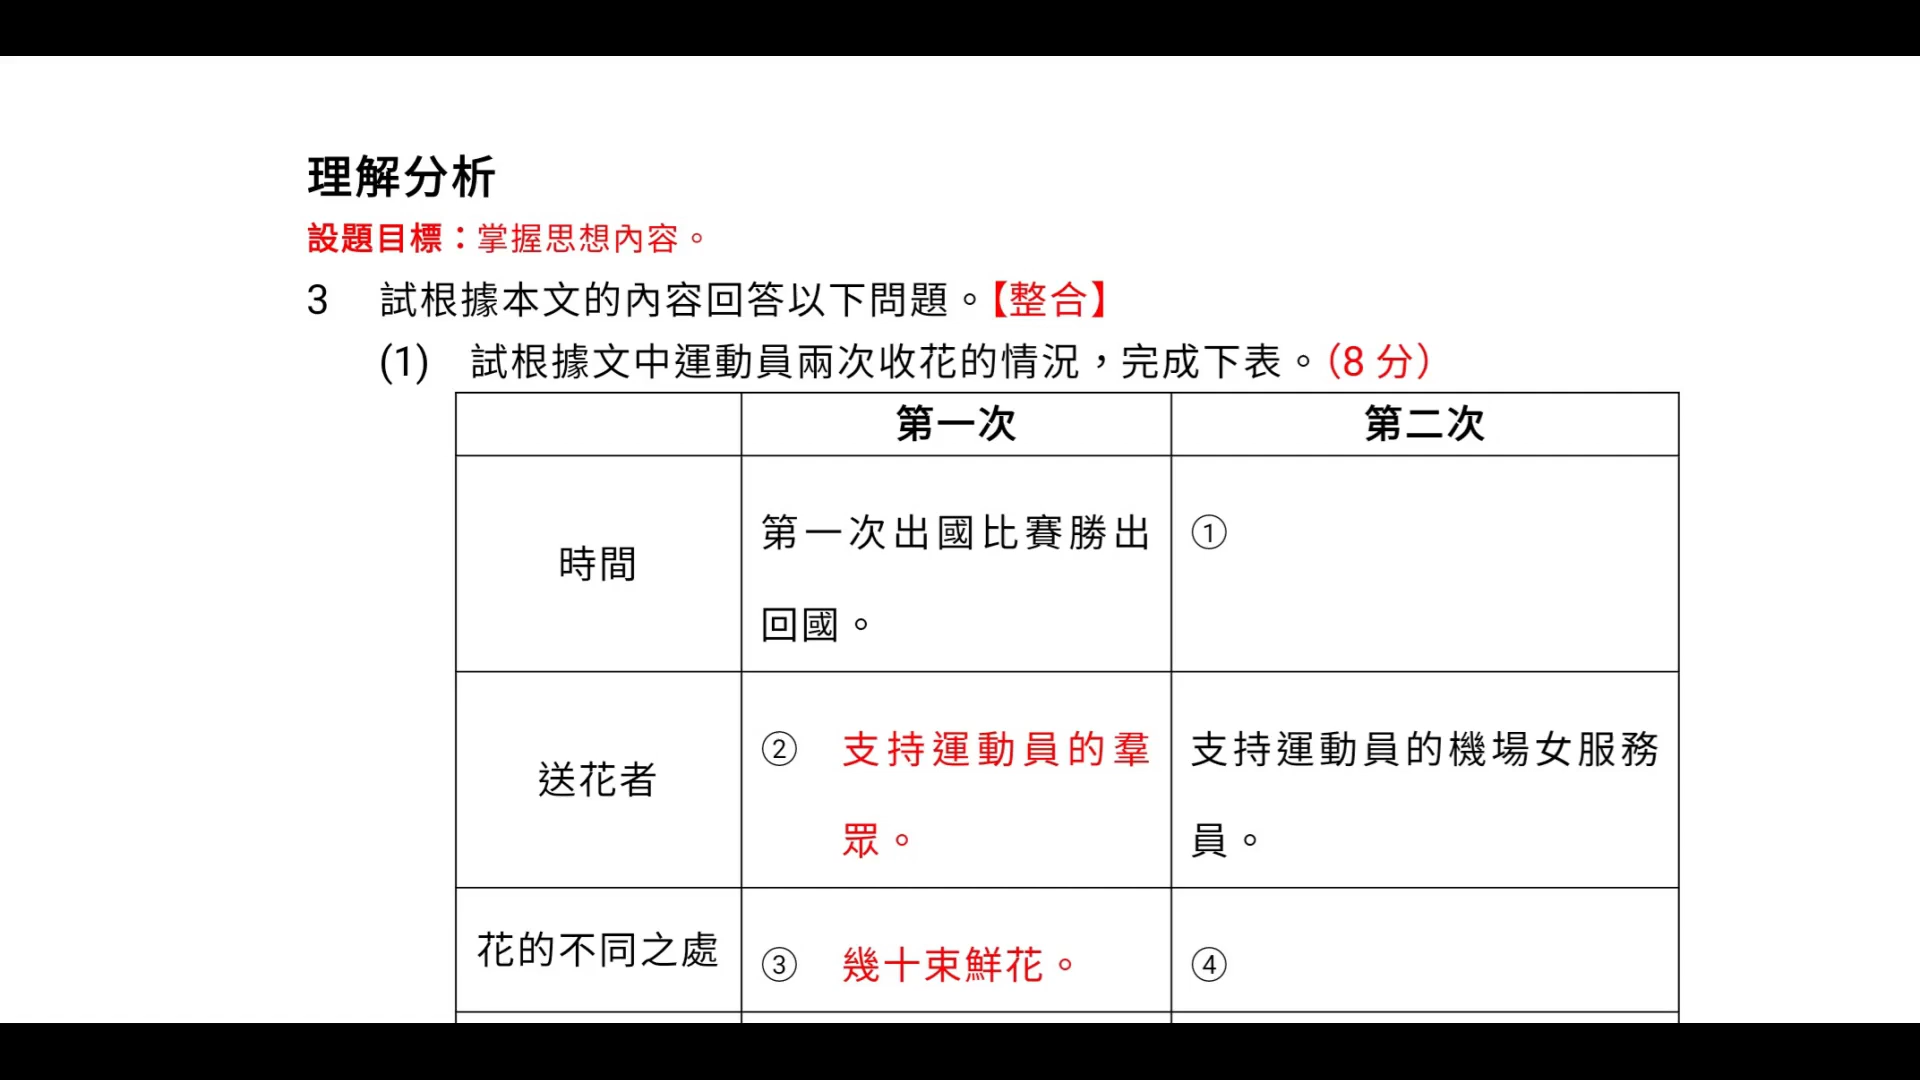 理解分析
設題目標：掌握思想內容。
3 試根據本文的內容回答以下問題。【整合】
(1) 試根據文中運動員兩次收花的情況，完成下表。（8 分）
第一次 第二次
時間
第一次出國比賽勝出
回國。
①
送花者
② 支持運動員的羣
眾。
支持運動員的機場女服務
員。
花的不同之處
③ 幾十束鮮花。
④